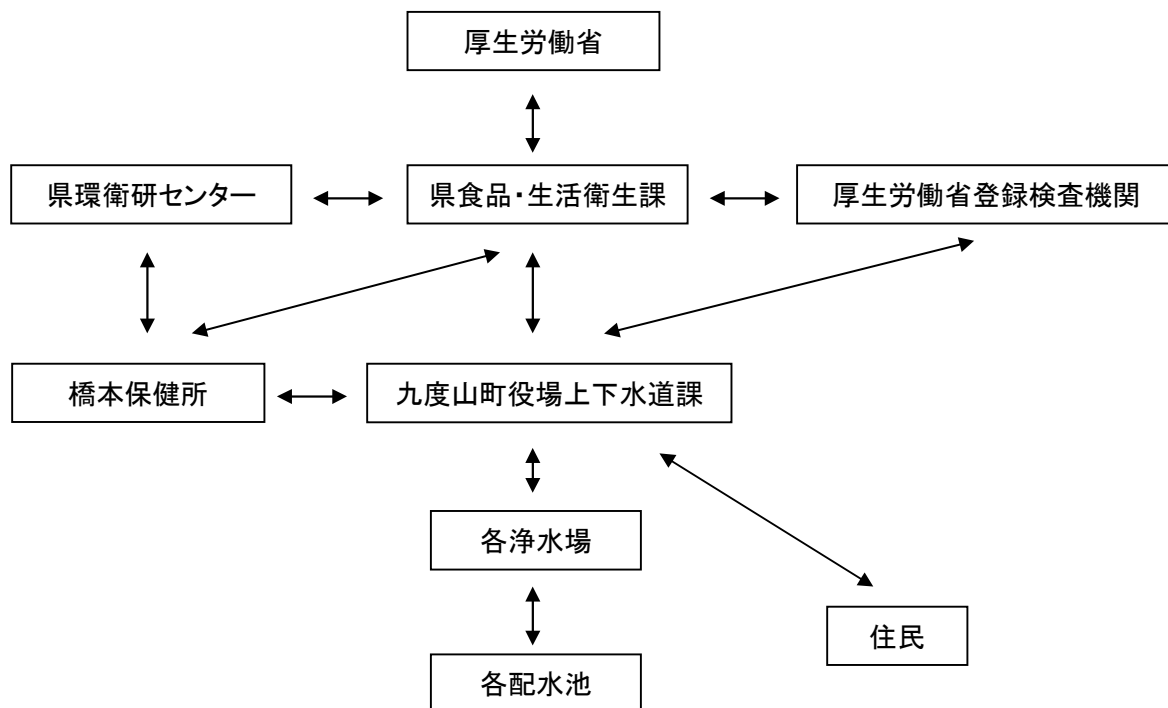 厚生労働省
県環衛研センター
県食品・生活衛生課
厚生労働省登録検査機関
橋本保健所
九度山町役場上下水道課
各浄水場
住民
各配水池